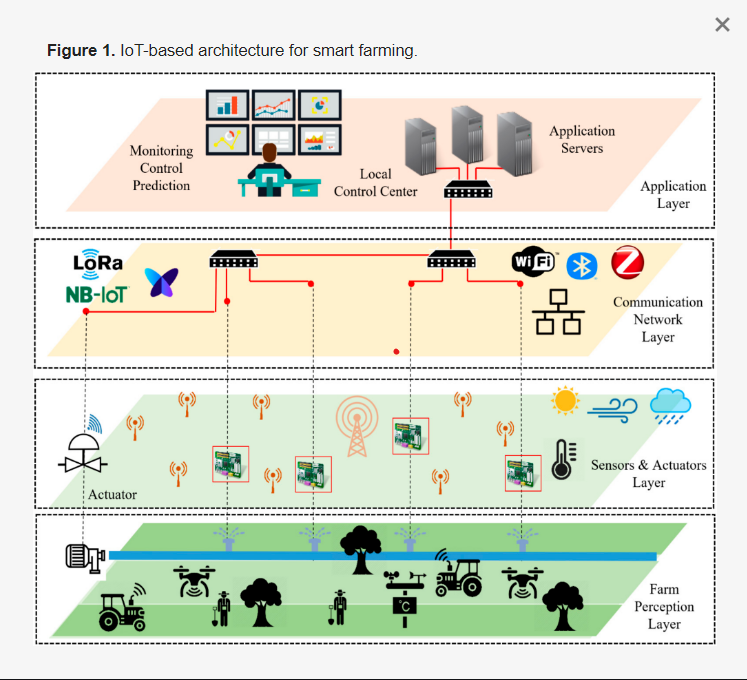 Figure 1. IoT-based architecture for smart farming.
Monitoring
Control
Prediction
Local
Control Center
Application
Servers
Application
Layer
LoRa
NB-IoT
WiFi™
Communication
Network
Layer
Actuator
Sensors & Actuators
Layer
°C
Farm
Perception
Layer